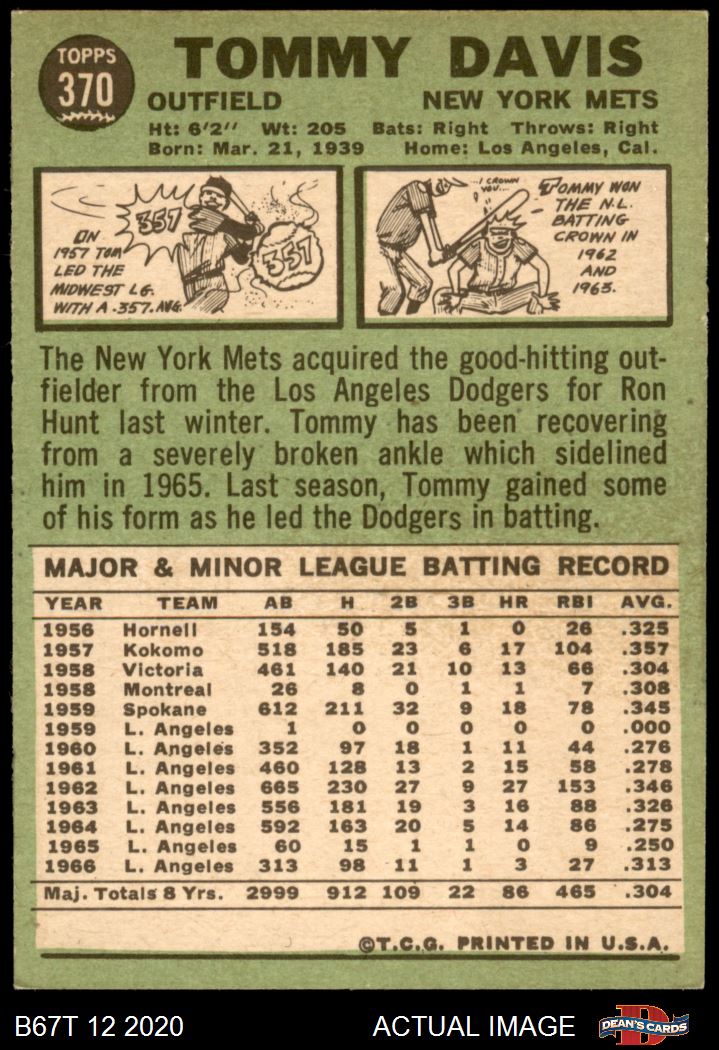 TOPPS
370
TOMMY DAVIS
OUTFIELD NEW YORK METS
Ht: 6'2" Wt: 205 Bats: Right Throws: Right
Born: Mar. 21, 1939 Home: Los Angeles, Cal.
IN
1957 TOM
LED THE
MIDWEST LG.
WITH A .357. AVG.
357
357
..I CROWN
YOU...
TOMMY WON
THE N.L.
BATTING
CROWN IN
1962
AND
1963.
The New York Mets acquired the good-hitting out-
fielder from the Los Angeles Dodgers for Ron
Hunt last winter. Tommy has been recovering
from a severely broken ankle which sidelined
him in 1965. Last season, Tommy gained some
of his form as he led the Dodgers in batting.
MAJOR & MINOR LEAGUE BATTING RECORD
YEAR TEAM AB H 2B 3B HR RBI AVG.
1956 Hornell 154 50 5 1 0 26 .325
1957 Kokomo 518 185 23 6 17 104 .357
1958 Victoria 461 140 21 10 13 66 .304
1958 Montreal 26 8 0 1 1 7 .308
1959 Spokane 612 211 32 9 18 78 .345
1959 L. Angeles 1 0 0 0 0 0 .000
1960 L. Angeles 352 97 18 1 11 44 .276
1961 L. Angeles 460 128 13 2 15 58 .278
1962 L. Angeles 665 230 27 9 27 153 .346
1963 L. Angeles 556 181 19 3 16 88 .326
1964 L. Angeles 592 163 20 5 14 86 .275
1965 L. Angeles 60 15 1 1 0 9 .250
1966 L. Angeles 313 98 11 1 3 27 .313
Maj. Totals 8 Yrs. 2999 912 109 22 86 465 .304
©T.C.G. PRINTED IN U.S.A.
B67T 12 2020 ACTUAL IMAGE
D
DEAN'S CARDS